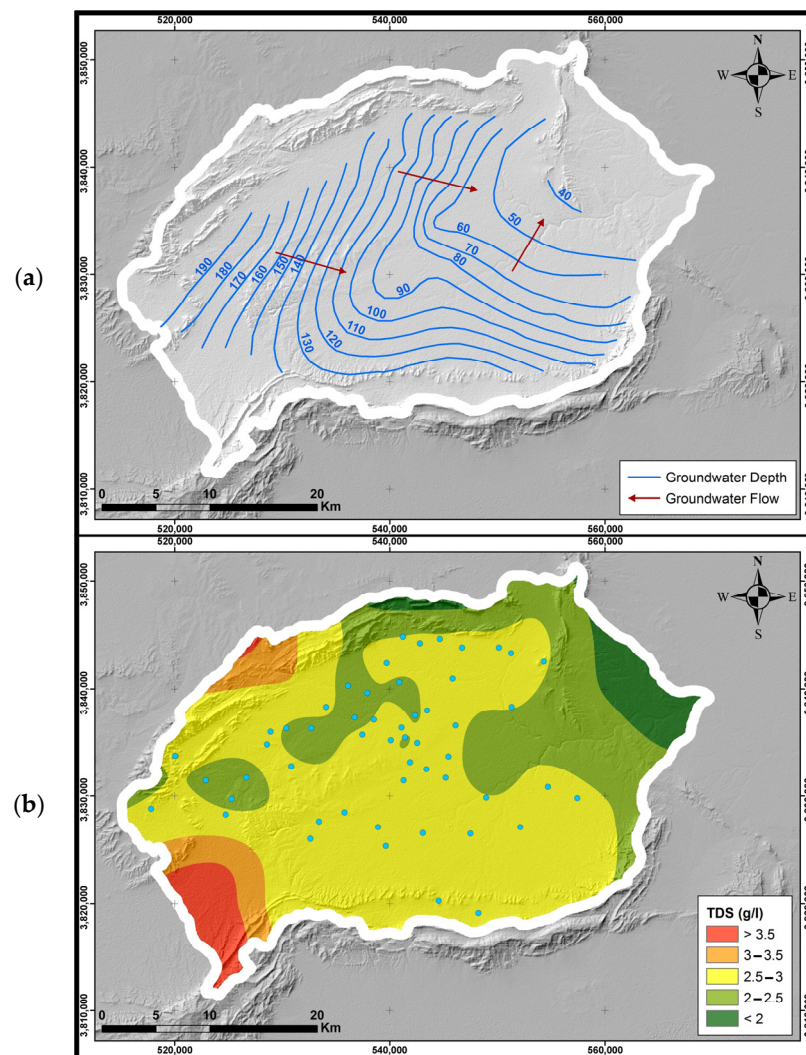 520,000 540,000 560,000
3,850,000
N
W E
S
3,840,000
40
50
190
180
170
160
150
140
60
70
80
3,830,000
90
100
110
120
130
3,820,000
(a)
3,810,000
0 5 10 20
Km
Groundwater Depth
Groundwater Flow
520,000 540,000 560,000
3,850,000
N
W E
S
3,840,000
3,830,000
(b)
3,820,000
3,810,000
TDS (g/l)
> 3.5
3–3.5
2.5–3
2–2.5
< 2
0 5 10 20
Km
520,000 540,000 560,000